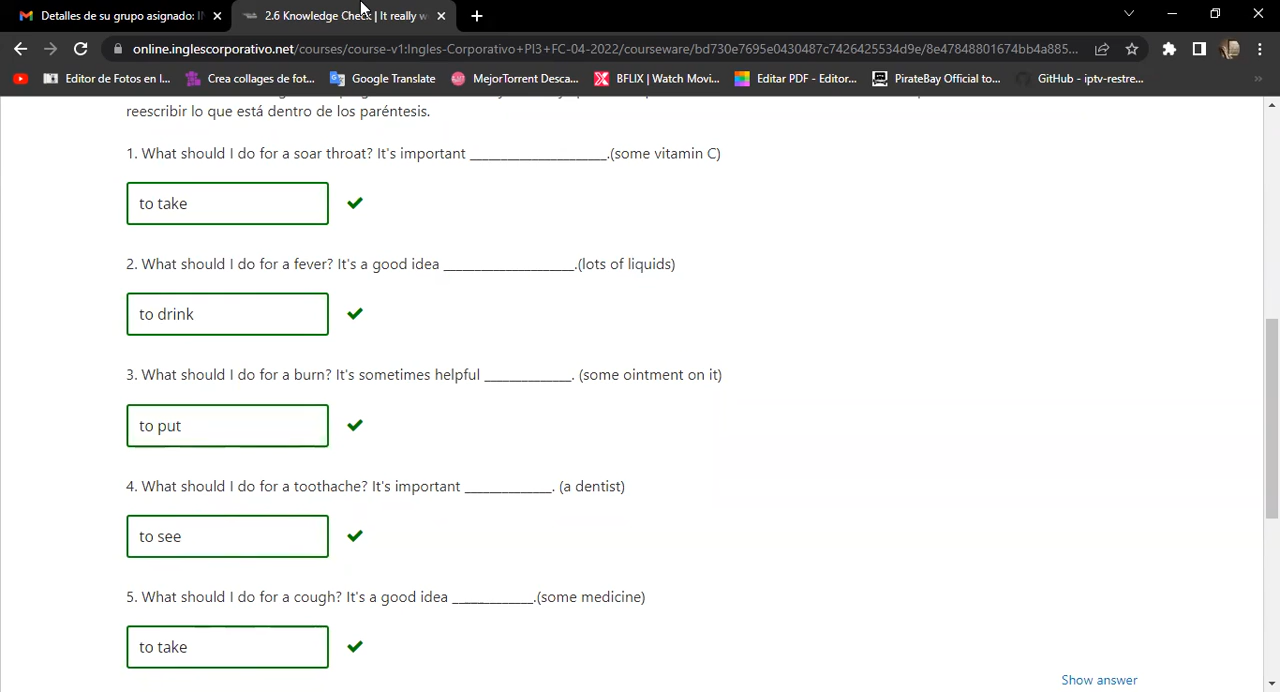 Detalles de su grupo asignado: I
2.6 Knowledge Check | It really w
online.inglescorporativo.net/courses/course-v1:Ingles-Corporativo+PI3+FC-04-2022/courseware/bd730e7695e0430487c7426425534d9e/8e47848801674bb4a885...
Editor de Fotos en l... Crea collages de fot... Google Translate MejorTorrent Desca... BFLIX | Watch Movi... Editar PDF - Editor... PirateBay Official to... GitHub - iptv-restre... »
reescribir lo que está dentro de los paréntesis.
1. What should I do for a soar throat? It's important ____________________.(some vitamin C)
to take
2. What should I do for a fever? It's a good idea ___________________.(lots of liquids)
to drink
3. What should I do for a burn? It's sometimes helpful _____________. (some ointment on it)
to put
4. What should I do for a toothache? It's important _____________. (a dentist)
to see
5. What should I do for a cough? It's a good idea ____________.(some medicine)
to take
Show answer